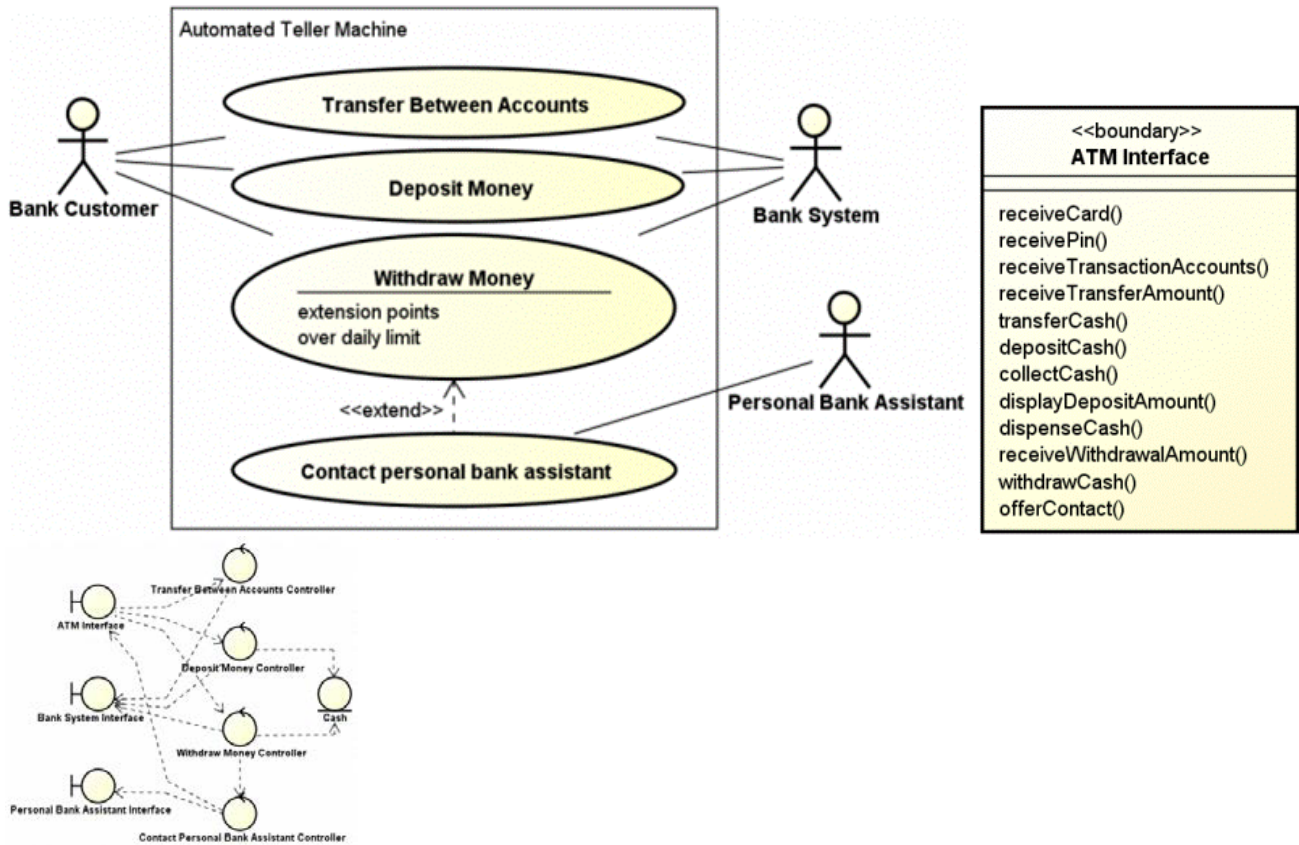 Automated Teller Machine
Transfer Between Accounts
Deposit Money
Withdraw Money
extension points
over daily limit
<<extend>>
Contact personal bank assistant
Bank Customer
Bank System
Personal Bank Assistant
<<boundary>>
ATM Interface
receiveCard()
receivePin()
receiveTransactionAccounts()
receiveTransferAmount()
transferCash()
depositCash()
collectCash()
displayDepositAmount()
dispenseCash()
receiveWithdrawalAmount()
withdrawCash()
offerContact()
Transfer Between Accounts Controller
ATM Interface
Deposit Money Controller
Bank System Interface
Cash
Withdraw Money Controller
Personal Bank Assistant Interface
Contact Personal Bank Assistant Controller